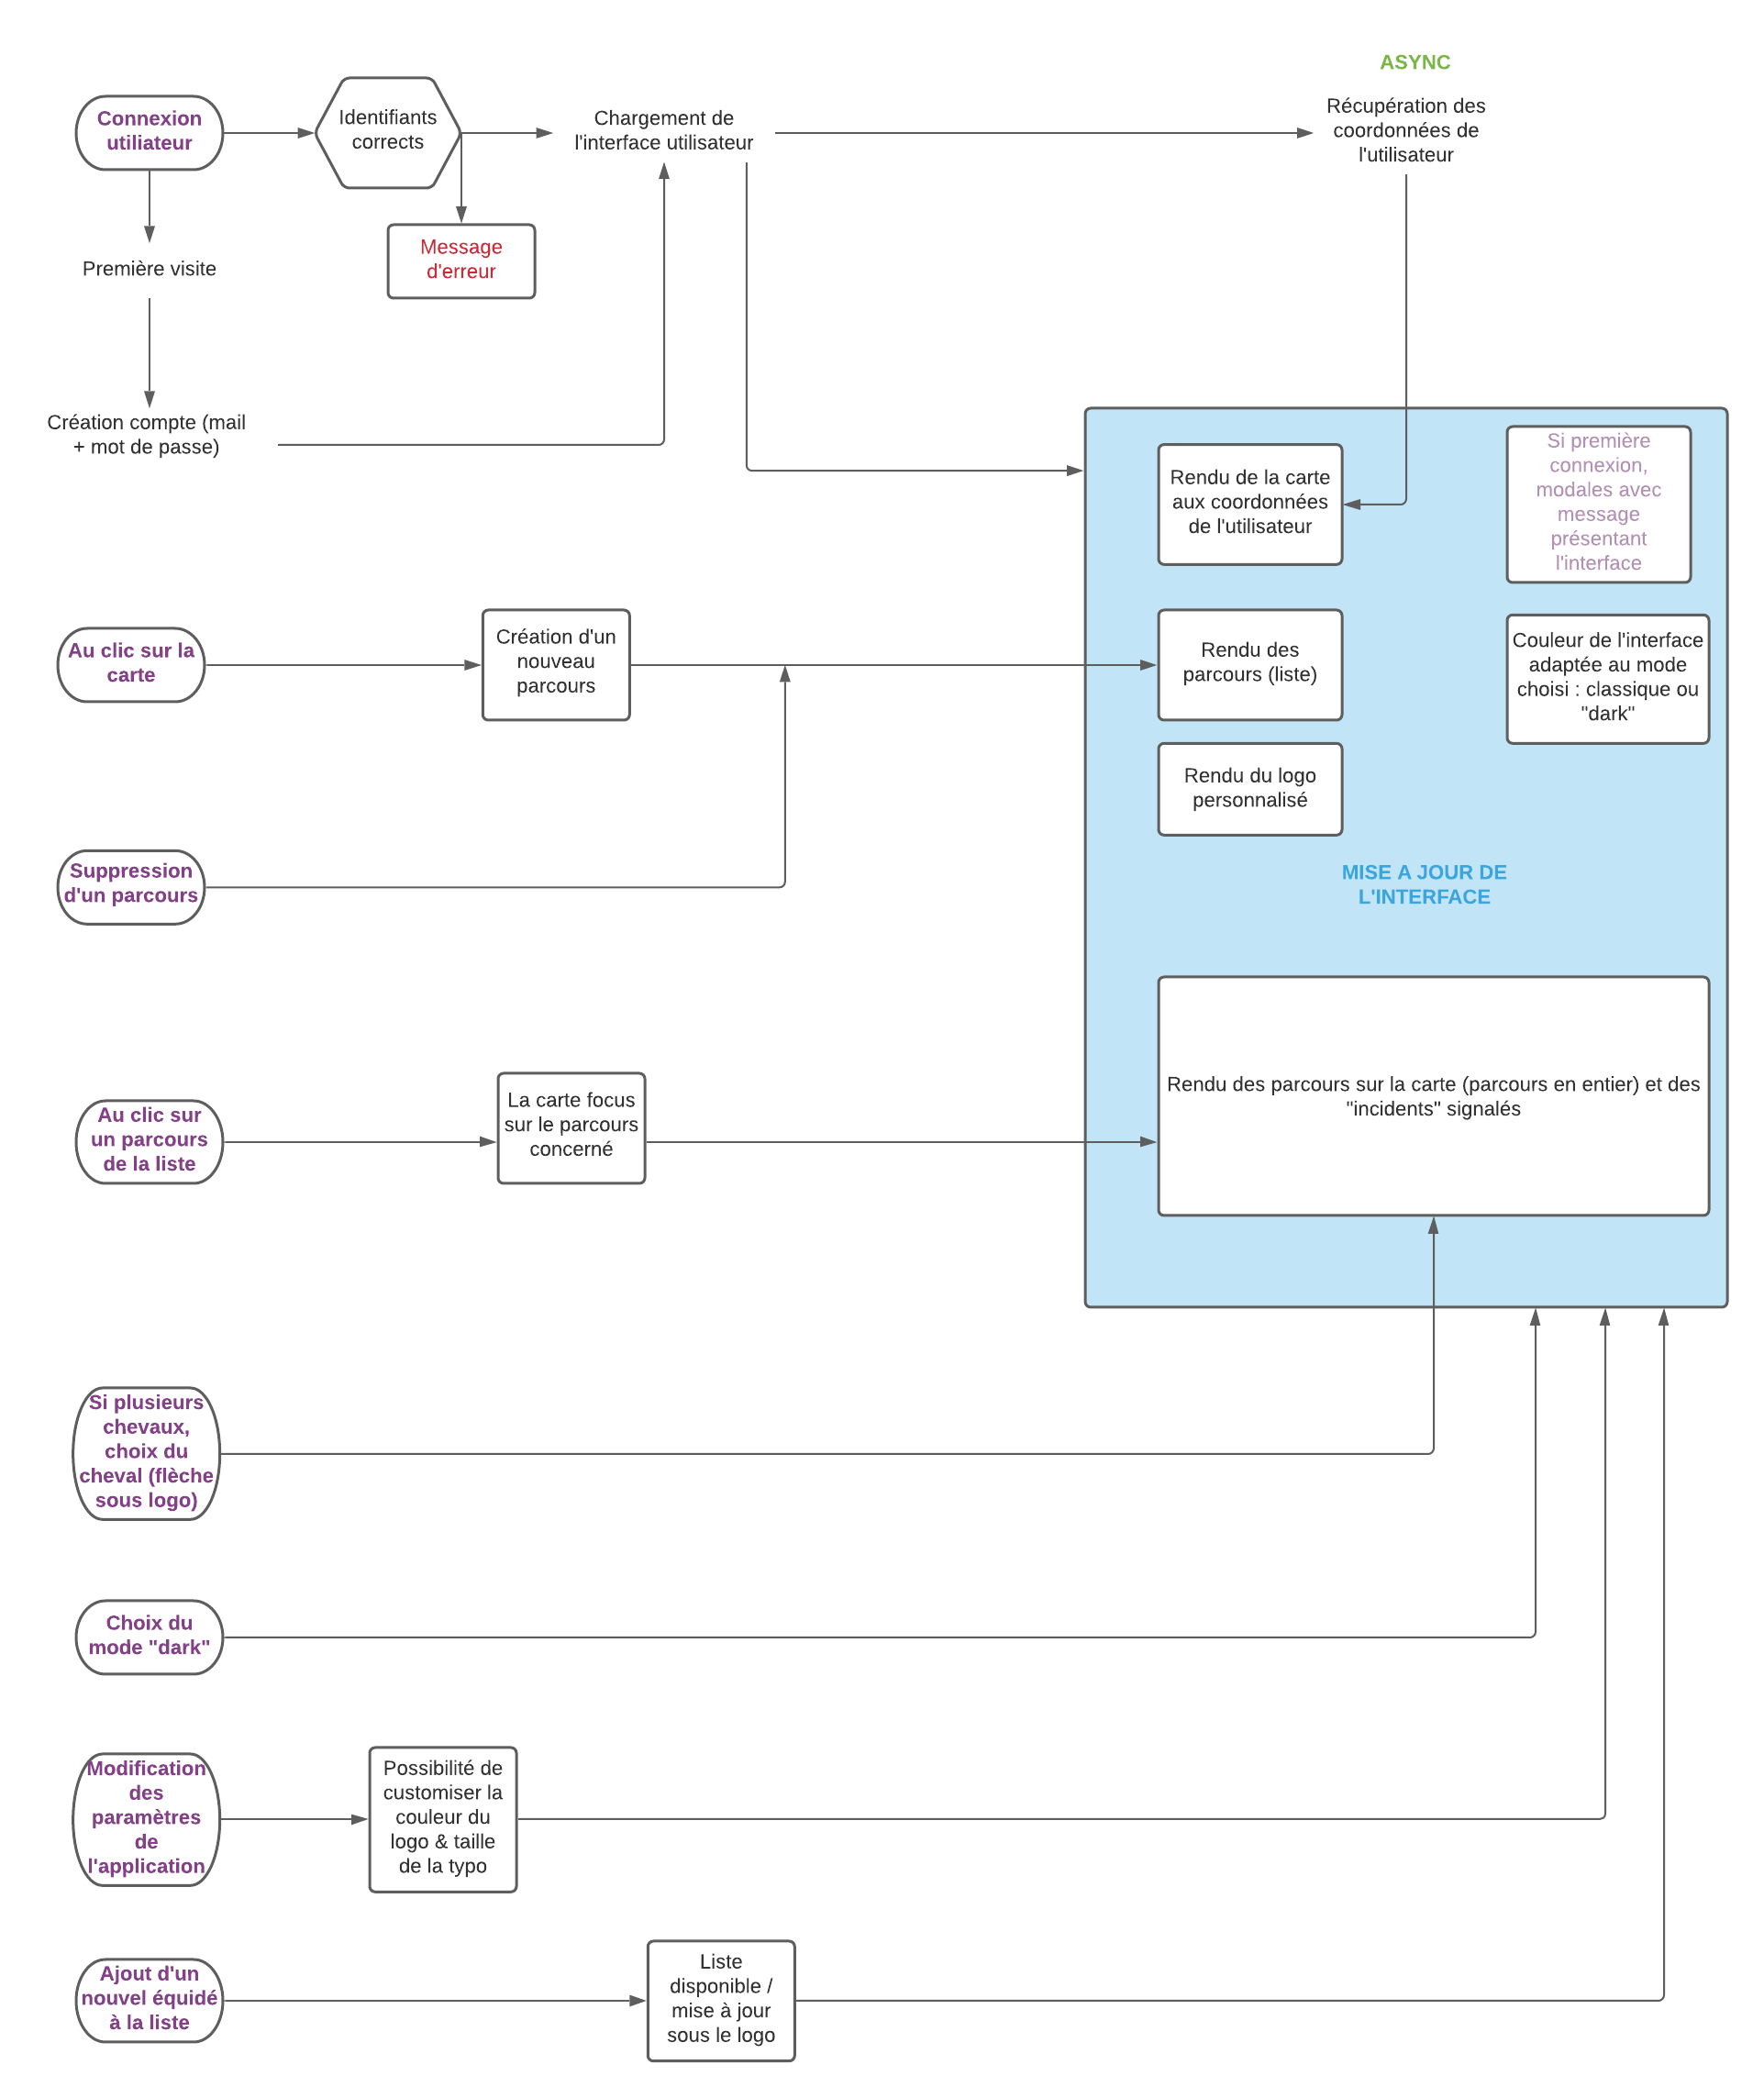 ASYNC
Connexion
utiliateur
Identifiants
corrects
Chargement de
l'interface utilisateur
Récupération des
coordonnées de
l'utilisateur
Message
d'erreur
Première visite
Création compte (mail
+ mot de passe)
Rendu de la carte
aux coordonnées
de l'utilisateur
Si première
connexion,
modales avec
message
présentant
l'interface
Au clic sur la
carte
Création d'un
nouveau
parcours
Rendu des
parcours (liste)
Couleur de l'interface
adaptée au mode
choisi : classique ou
"dark"
Rendu du logo
personnalisé
Suppression
d'un parcours
MISE A JOUR DE
L'INTERFACE
Au clic sur
un parcours
de la liste
La carte focus
sur le parcours
concerné
Rendu des parcours sur la carte (parcours en entier) et des
"incidents" signalés
Si plusieurs
chevaux,
choix du
cheval (flèche
sous logo)
Choix du
mode "dark"
Modification
des
paramètres
de
l'application
Possibilité de
customiser la
couleur du
logo & taille
de la typo
Ajout d'un
nouvel équidé
à la liste
Liste
disponible /
mise à jour
sous le logo